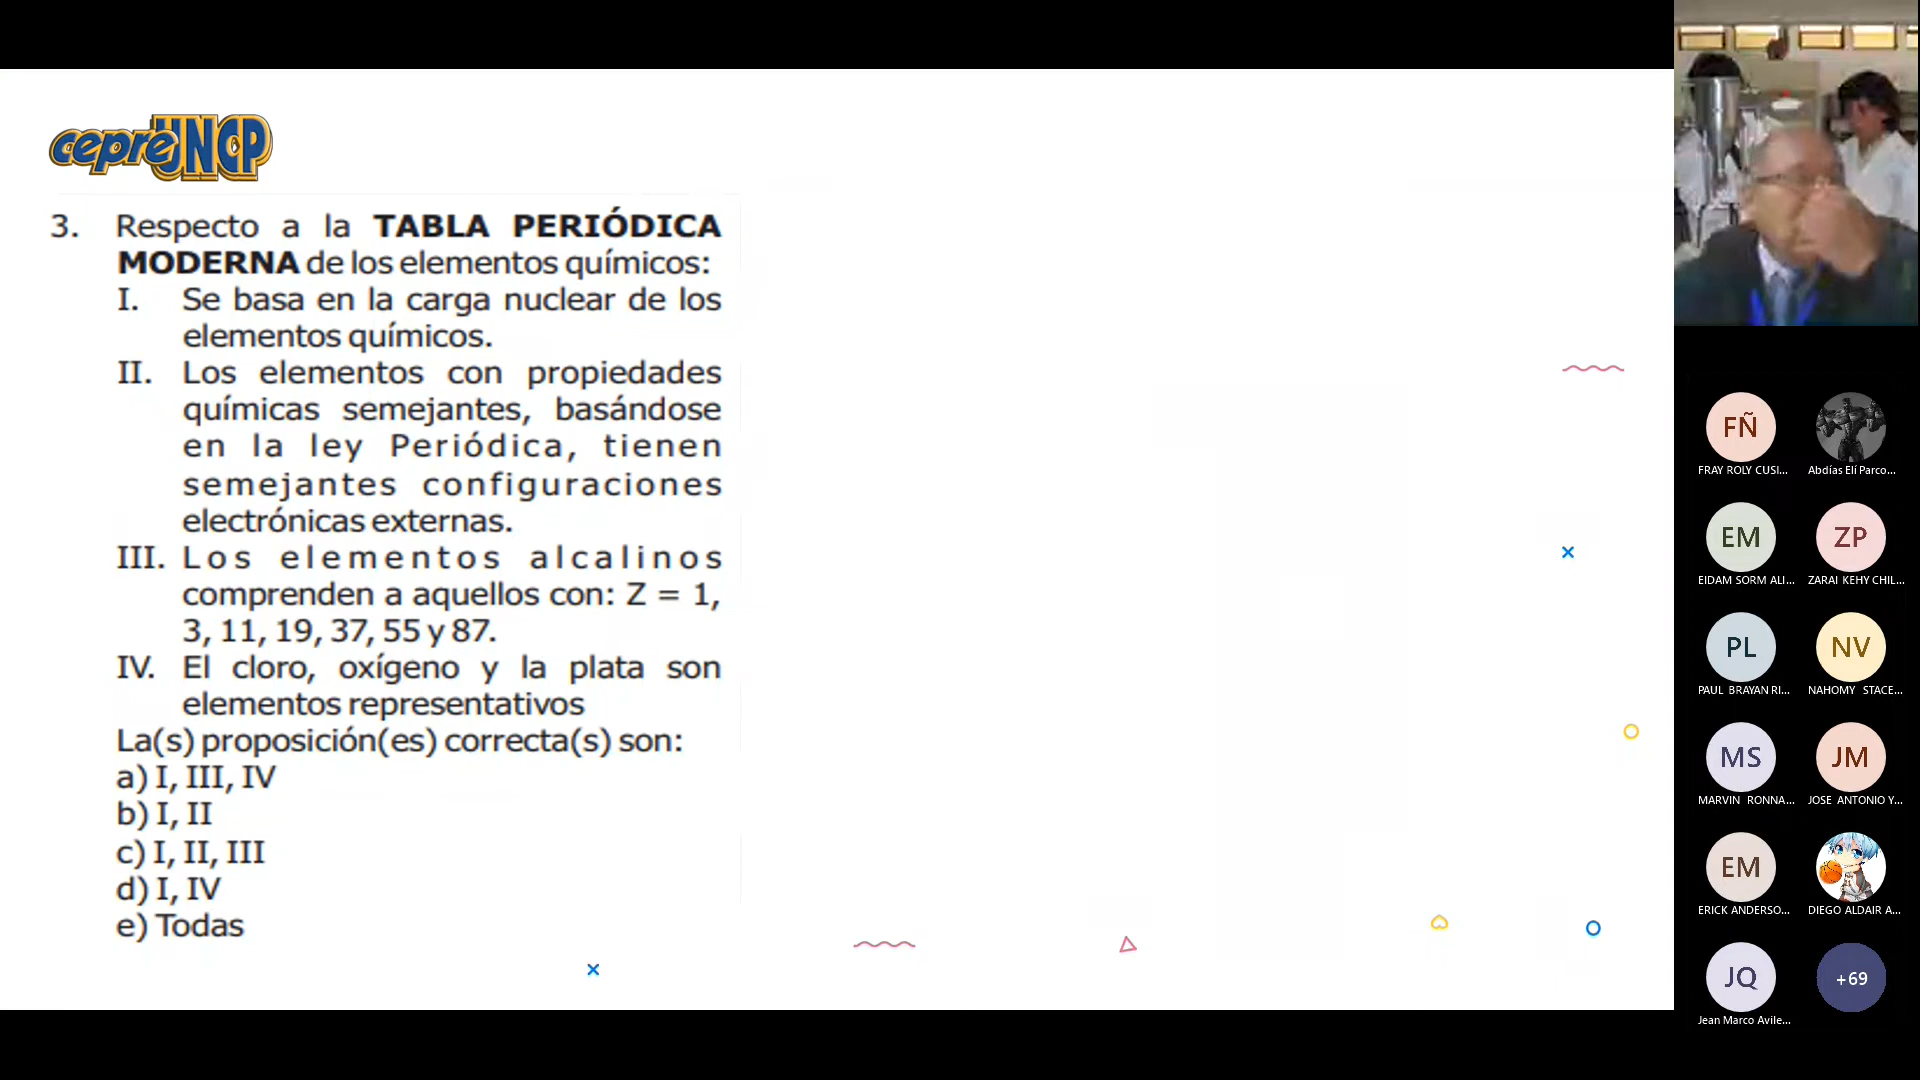 cepreUNCP
3. Respecto a la TABLA PERIÓDICA
MODERNA de los elementos químicos:
I. Se basa en la carga nuclear de los
elementos químicos.
II. Los elementos con propiedades
químicas semejantes, basándose
en la ley Periódica, tienen
semejantes configuraciones
electrónicas externas.
III. Los elementos alcalinos
comprenden a aquellos con: Z = 1,
3, 11, 19, 37, 55 y 87.
IV. El cloro, oxígeno y la plata son
elementos representativos
La(s) proposición(es) correcta(s) son:
a) I, III, IV
b) I, II
c) I, II, III
d) I, IV
e) Todas
FÑ
FRAY ROLY CUSI... Abdías Elí Parco...
EM ZP
EIDAM SORM ALI... ZARAI KEHY CHIL...
PL NV
PAUL BRAYAN RI... NAHOMY STACE...
MS JM
MARVIN RONNA... JOSE ANTONIO Y...
EM
ERICK ANDERSO... DIEGO ALDAIR A...
JQ +69
Jean Marco Avile...